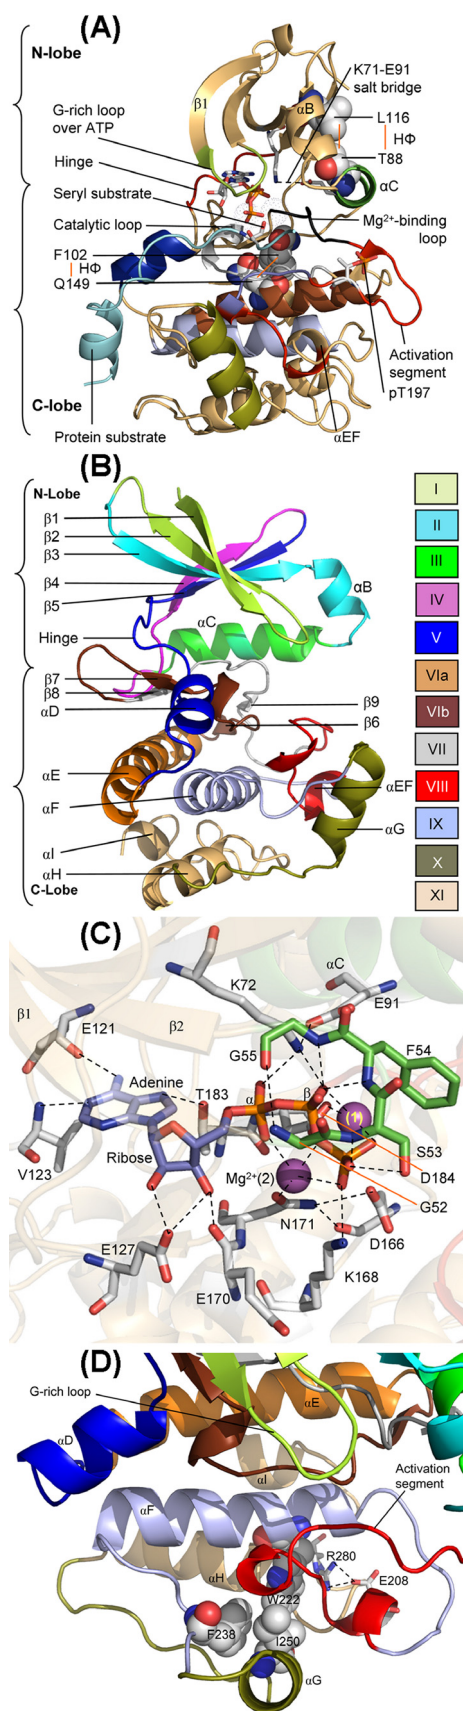 (A)
N-lobe
K71-E91
salt bridge
β1
αB
G-rich loop
over ATP
L116
HΦ
T88
Hinge
αC
Seryl substrate
Mg²⁺-binding
loop
Catalytic loop
F102
HΦ
Q149
Activation
segment
pT197
C-lobe
Protein substrate
αEF
(B)
N-Lobe
β1
β2
β3
β4
β5
αB
αC
Hinge
β7
β8
αD
β9
β6
αE
αF
αEF
αG
αI
αH
C-Lobe
I
II
III
IV
V
VIa
VIb
VII
VIII
IX
X
XI
(C)
K72
αC
E91
β1
β2
E121
G55
F54
Adenine
T183
α
β
(1)
V123
Ribose
S53
Mg²⁺(2)
D184
G52
N171
D166
E127
E170
K168
(D)
G-rich loop
αE
αD
αI
Activation
segment
αF
αH
R280
E208
W222
F238
I250
αG